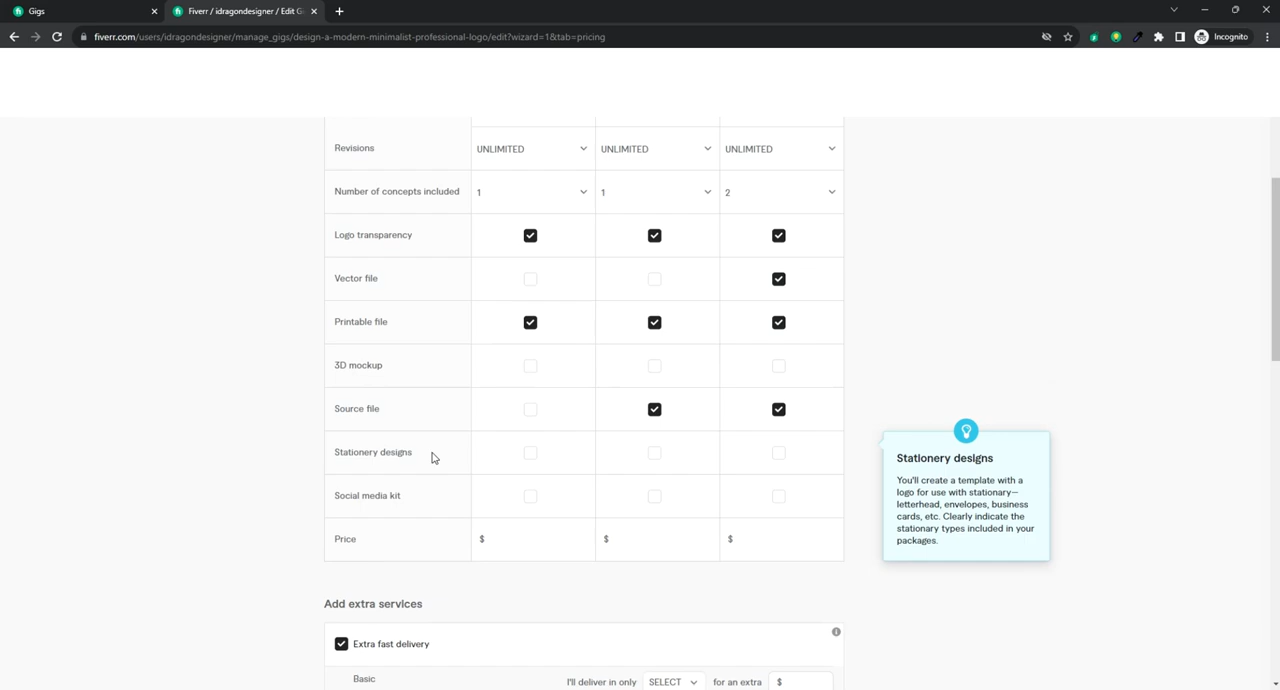 Gigs
Fiverr / idragondesigner / Edit G
fiverr.com/users/idragondesigner/manage_gigs/design-a-modern-minimalist-professional-logo/edit?wizard=1&tab=pricing
Incognito
Revisions UNLIMITED UNLIMITED UNLIMITED
Number of concepts included 1 1 2
Logo transparency
Vector file
Printable file
3D mockup
Source file
Stationery designs
Social media kit
Price $ $ $
Stationery designs
You'll create a template with a
logo for use with stationary—
letterhead, envelopes, business
cards, etc. Clearly indicate the
stationary types included in your
packages.
Add extra services
Extra fast delivery
Basic I'll deliver in only SELECT for an extra $